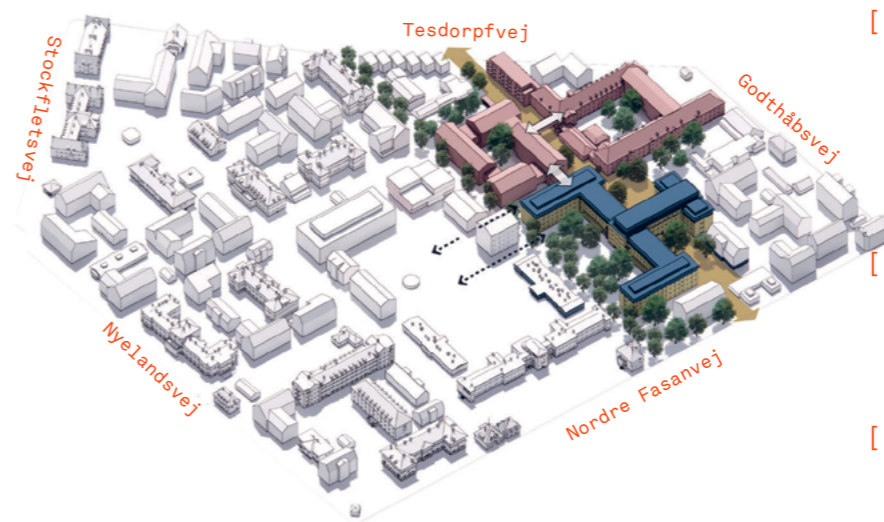 Tesdorpfvej
[
Stockfletsvej
Godthåbsvej
[
Nyelandsvej
Nordre Fasanvej
[